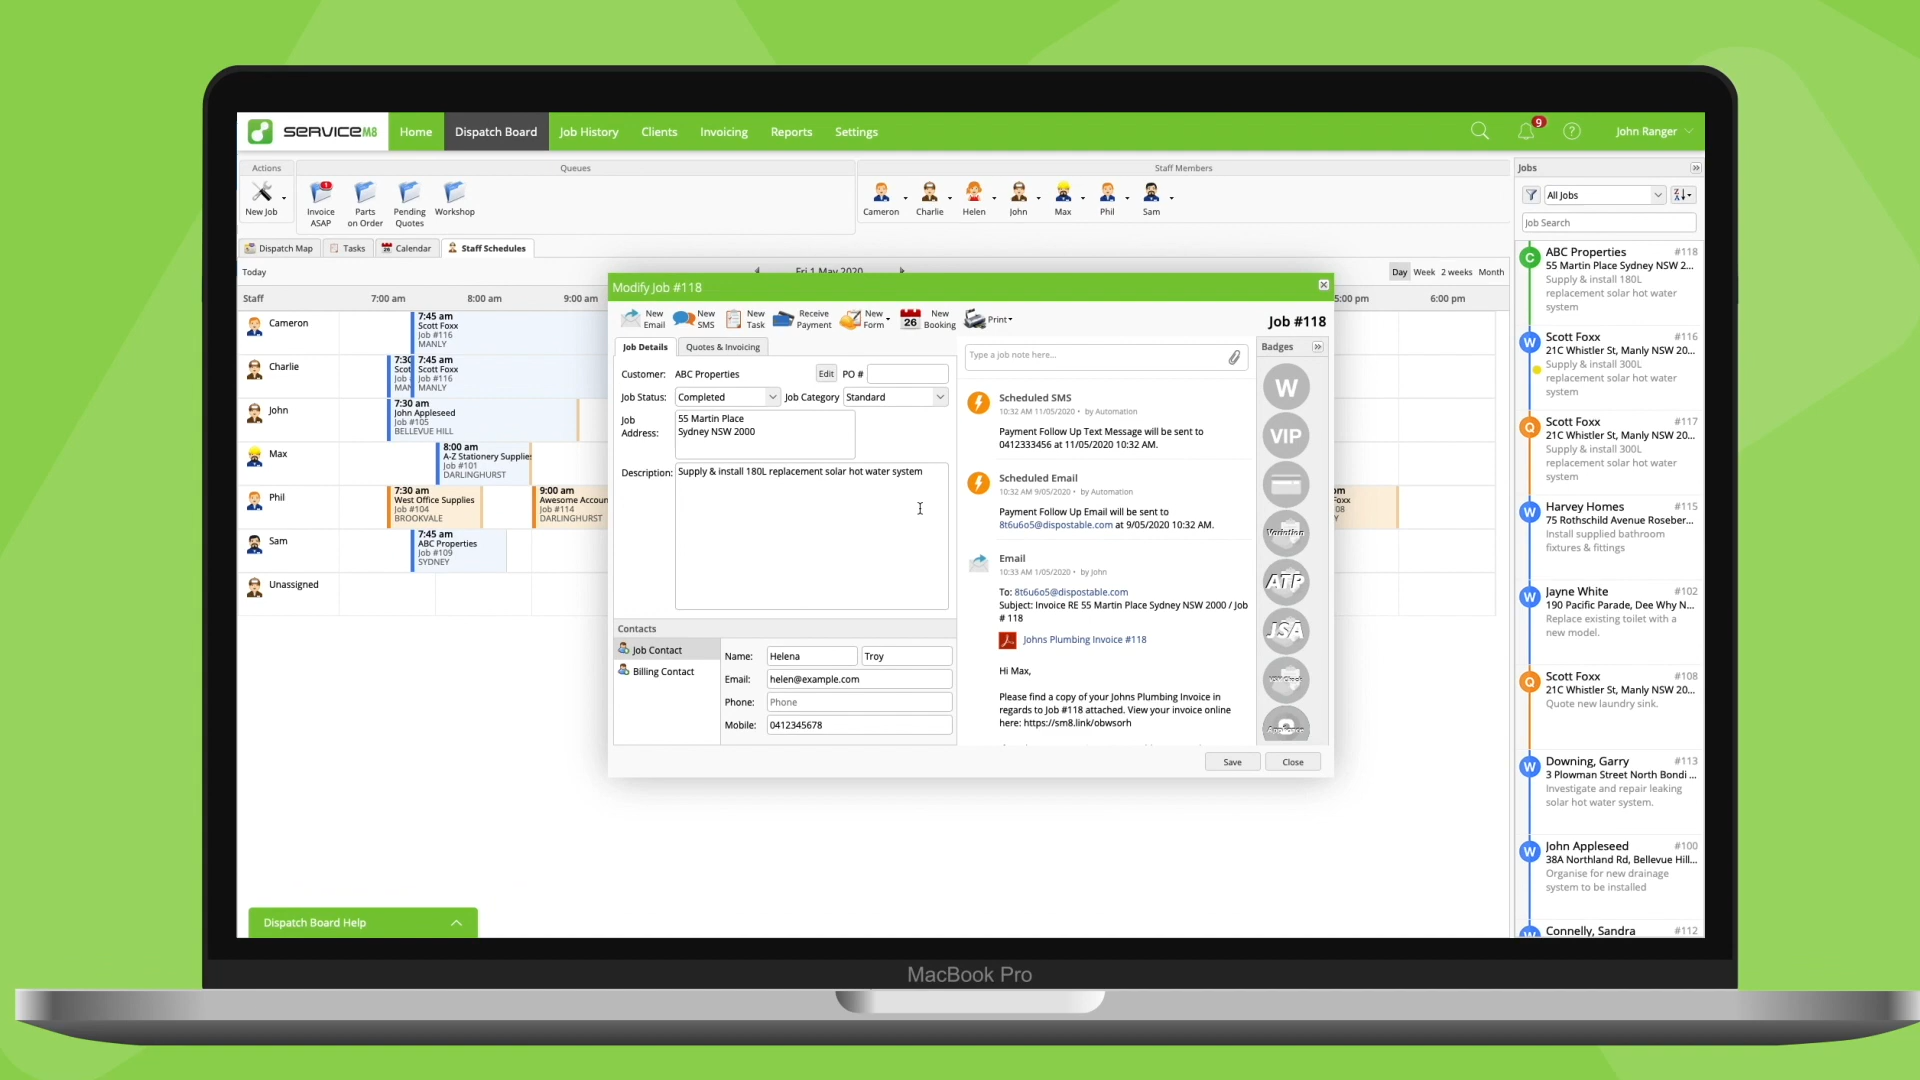 SERVICEM8
Home
Dispatch Board
Job History
Clients
Invoicing
Reports
Settings
9
John Ranger
Actions
Queues
Staff Members
New Job
1
Invoice
ASAP
Parts
on Order
Pending
Quotes
Workshop
Cameron
Charlie
Helen
John
Max
Phil
Sam
Dispatch Map
Tasks
Calendar
Staff Schedules
Today
Fri 1 May 2020
Day
Week
2 weeks
Month
Staff
7:00 am
8:00 am
9:00 am
5:00 pm
6:00 pm
Cameron
7:45 am
Scott Foxx
Job #116
MANLY
Charlie
7:30
Scot
Job
MAN
7:45 am
Scott Foxx
Job #116
MANLY
John
7:30 am
John Appleseed
Job #105
BELLEVUE HILL
Max
8:00 am
A-Z Stationery Supplies
Job #101
DARLINGHURST
Phil
7:30 am
West Office Supplies
Job #104
BROOKVALE
9:00 am
Awesome Accoun
Job #114
DARLINGHURST
pm
Foxx
08
Y
Sam
7:45 am
ABC Properties
Job #109
SYDNEY
Unassigned
Modify Job #118
New
Email
New
SMS
New
Task
Receive
Payment
New
Form
26
New
Booking
Print
Job #118
Job Details
Quotes & Invoicing
Customer: ABC Properties
Edit
PO #
Job Status: Completed
Job Category Standard
Job
Address:
55 Martin Place
Sydney NSW 2000
Description: Supply & install 180L replacement solar hot water system
Contacts
Job Contact
Billing Contact
Name: Helena Troy
Email: helen@example.com
Phone: Phone
Mobile: 0412345678
Type a job note here...
Scheduled SMS
10:32 AM 11/05/2020 • by Automation
Payment Follow Up Text Message will be sent to
0412333456 at 11/05/2020 10:32 AM.
Scheduled Email
10:32 AM 9/05/2020 • by Automation
Payment Follow Up Email will be sent to
8t6u6o5@dispostable.com at 9/05/2020 10:32 AM.
Email
10:33 AM 1/05/2020 • by John
To: 8t6u6o5@dispostable.com
Subject: Invoice RE 55 Martin Place Sydney NSW 2000 / Job
# 118
Johns Plumbing Invoice #118
Hi Max,
Please find a copy of your Johns Plumbing Invoice in
regards to Job #118 attached. View your invoice online
here: https://sm8.link/obwsorh
Badges
W
VIP
Variation
ATP
JSA
Appliance
Save
Close
Jobs
All Jobs
Job Search
C
ABC Properties #118
55 Martin Place Sydney NSW 2...
Supply & install 180L
replacement solar hot water
system
W
Scott Foxx #116
21C Whistler St, Manly NSW 20...
Supply & install 300L
replacement solar hot water
system
Q
Scott Foxx #117
21C Whistler St, Manly NSW 20...
Supply & install 300L
replacement solar hot water
system
W
Harvey Homes #115
75 Rothschild Avenue Roseber...
Install supplied bathroom
fixtures & fittings
W
Jayne White #102
190 Pacific Parade, Dee Why N...
Replace existing toilet with a
new model.
Q
Scott Foxx #108
21C Whistler St, Manly NSW 20...
Quote new laundry sink.
W
Downing, Garry #113
3 Plowman Street North Bondi ...
Investigate and repair leaking
solar hot water system.
W
John Appleseed #100
38A Northland Rd, Bellevue Hill...
Organise for new drainage
system to be installed
W
Connelly, Sandra #112
Dispatch Board Help
MacBook Pro